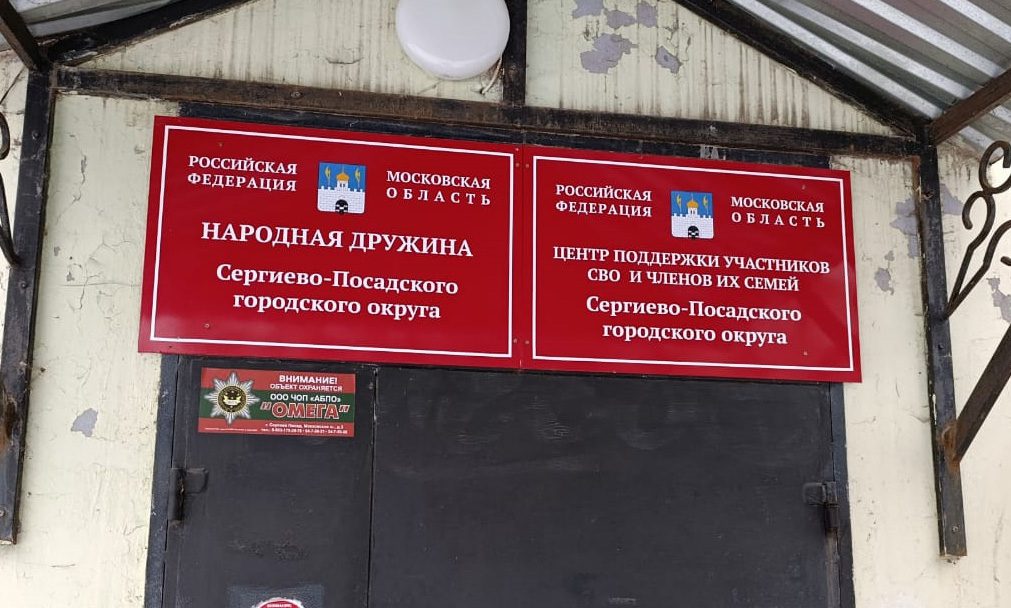 РОССИЙСКАЯ
ФЕДЕРАЦИЯ
МОСКОВСКАЯ
ОБЛАСТЬ
НАРОДНАЯ ДРУЖИНА
Сергиево-Посадского
городского округа
РОССИЙСКАЯ
ФЕДЕРАЦИЯ
МОСКОВСКАЯ
ОБЛАСТЬ
ЦЕНТР ПОДДЕРЖКИ УЧАСТНИКОВ
СВО И ЧЛЕНОВ ИХ СЕМЕЙ
Сергиево-Посадского
городского округа
ВНИМАНИЕ!
ОБЪЕКТ ОХРАНЯЕТСЯ
ООО ЧОП «АБПО»
"ОМЕГА"